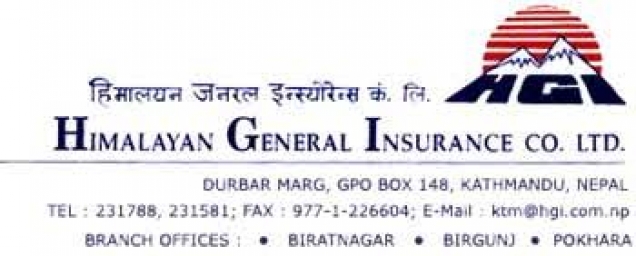 HGI
हिमालयन जनरल इन्स्योरेन्स कं. लि.
HIMALAYAN GENERAL INSURANCE CO. LTD.
DURBAR MARG, GPO BOX 148, KATHMANDU, NEPAL
TEL : 231788, 231581; FAX : 977-1-226604; E-Mail : ktm@hgi.com.np
BRANCH OFFICES : • BIRATNAGAR • BIRGUNJ • POKHARA